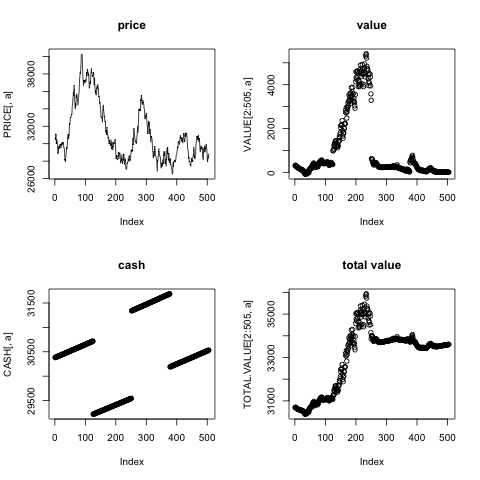 price
PRICE[, a]
26000 32000 38000
0 100 200 300 400 500
Index
value
VALUE[2:505, a]
0 2000 4000
0 100 200 300 400 500
Index
cash
CASH[, a]
29500 30500 31500
0 100 200 300 400 500
Index
total value
TOTAL.VALUE[2:505, a]
31000 33000 35000
0 100 200 300 400 500
Index